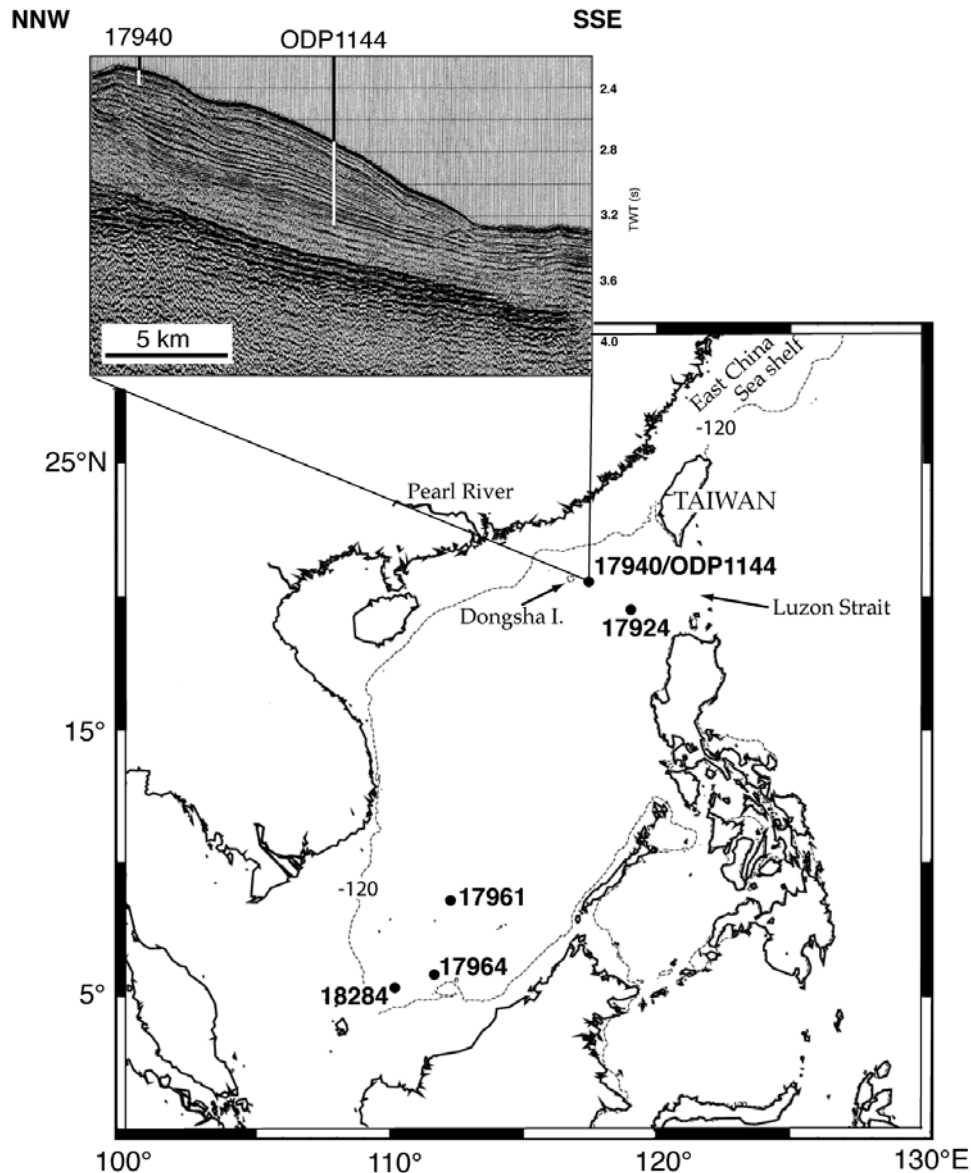 NNW
SSE
17940
ODP1144
2.4
2.8
3.2
3.6
4.0
TWT (s)
5 km
East China
Sea shelf
-120
25°N
Pearl River
TAIWAN
17940/ODP1144
Dongsha I.
Luzon Strait
17924
15°
-120
17961
17964
18284
5°
100°
110°
120°
130°E